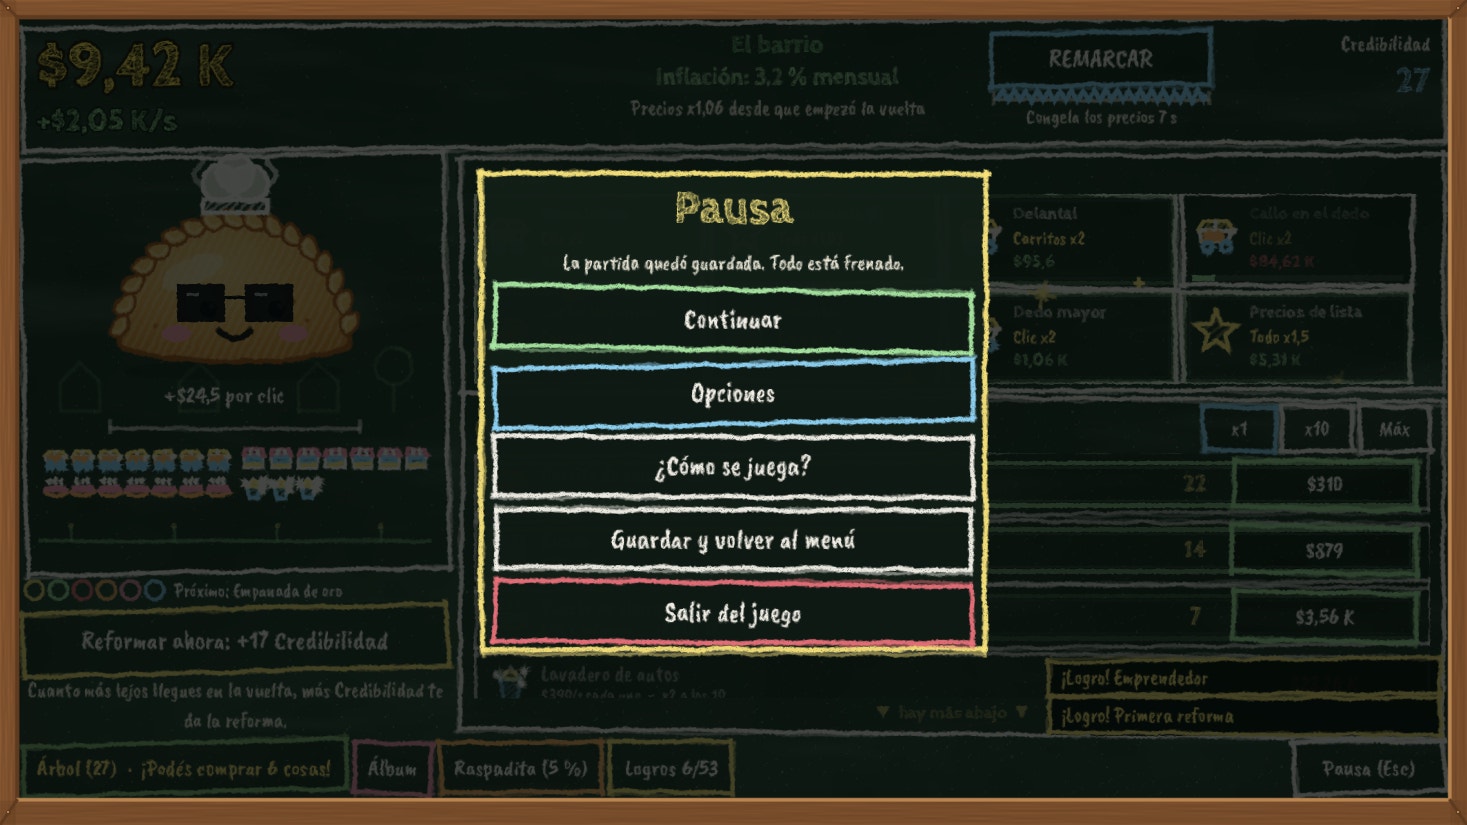 $9,42 K
+$2,05 K/s
El barrio
Inflación: 3,2 % mensual
Precios x1,06 desde que empezó la vuelta
REMARCAR
Congela los precios 7 s
Credibilidad
27
Pausa
La partida quedó guardada. Todo está frenado.
Continuar
Opciones
¿Cómo se juega?
Guardar y volver al menú
Salir del juego
Delantal
Carritos x2
$95,6
Callo en el dedo
Clic x2
$84,62 K
Dedo mayor
Clic x2
$1,06 K
Precios de lista
Todo x1,5
$5,31 K
+$24,5 por clic
x1
x10
Máx
22
$310
14
$879
7
$3,56 K
Próximo: Empanada de oro
Reformar ahora: +17 Credibilidad
Cuanto más lejos llegues en la vuelta, más Credibilidad te
da la reforma.
Lavadero de autos
▼ hay más abajo ▼
¡Logro! Emprendedor
¡Logro! Primera reforma
Árbol (27) · ¡Podés comprar 6 cosas!
Álbum
Raspadita (5 %)
Logros 6/53
Pausa (Esc)